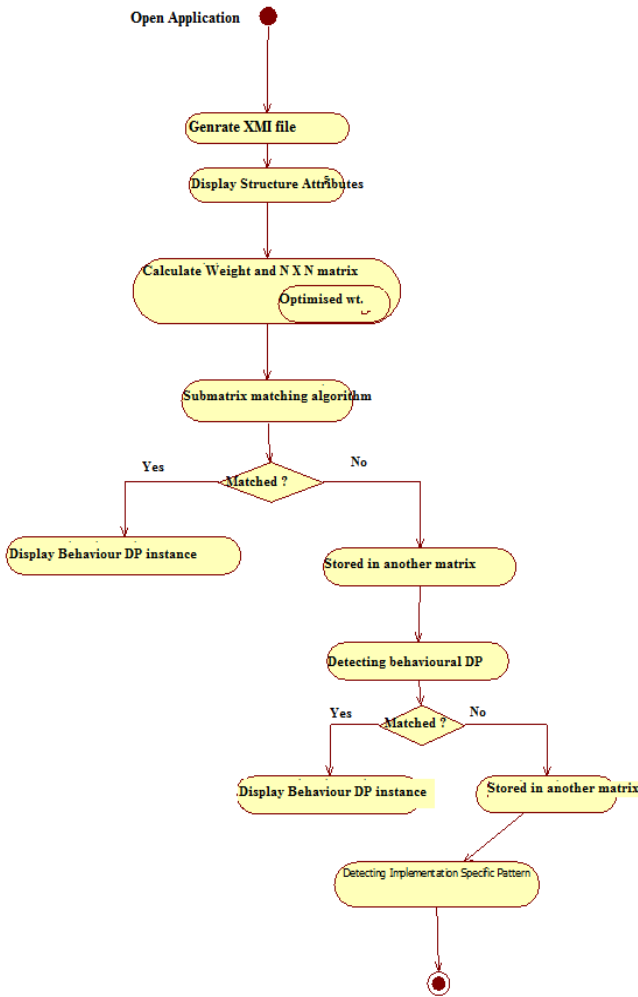 Open Application
Genrate XMI file
Display Structure Attributes
Calculate Weight and N X N matrix
Optimised wt.
Submatrix matching algorithm
Yes
No
Matched ?
Display Behaviour DP instance
Stored in another matrix
Detecting behavioural DP
Yes
No
Matched ?
Display Behaviour DP instance
Stored in another matrix
Detecting Implementation Specific Pattern